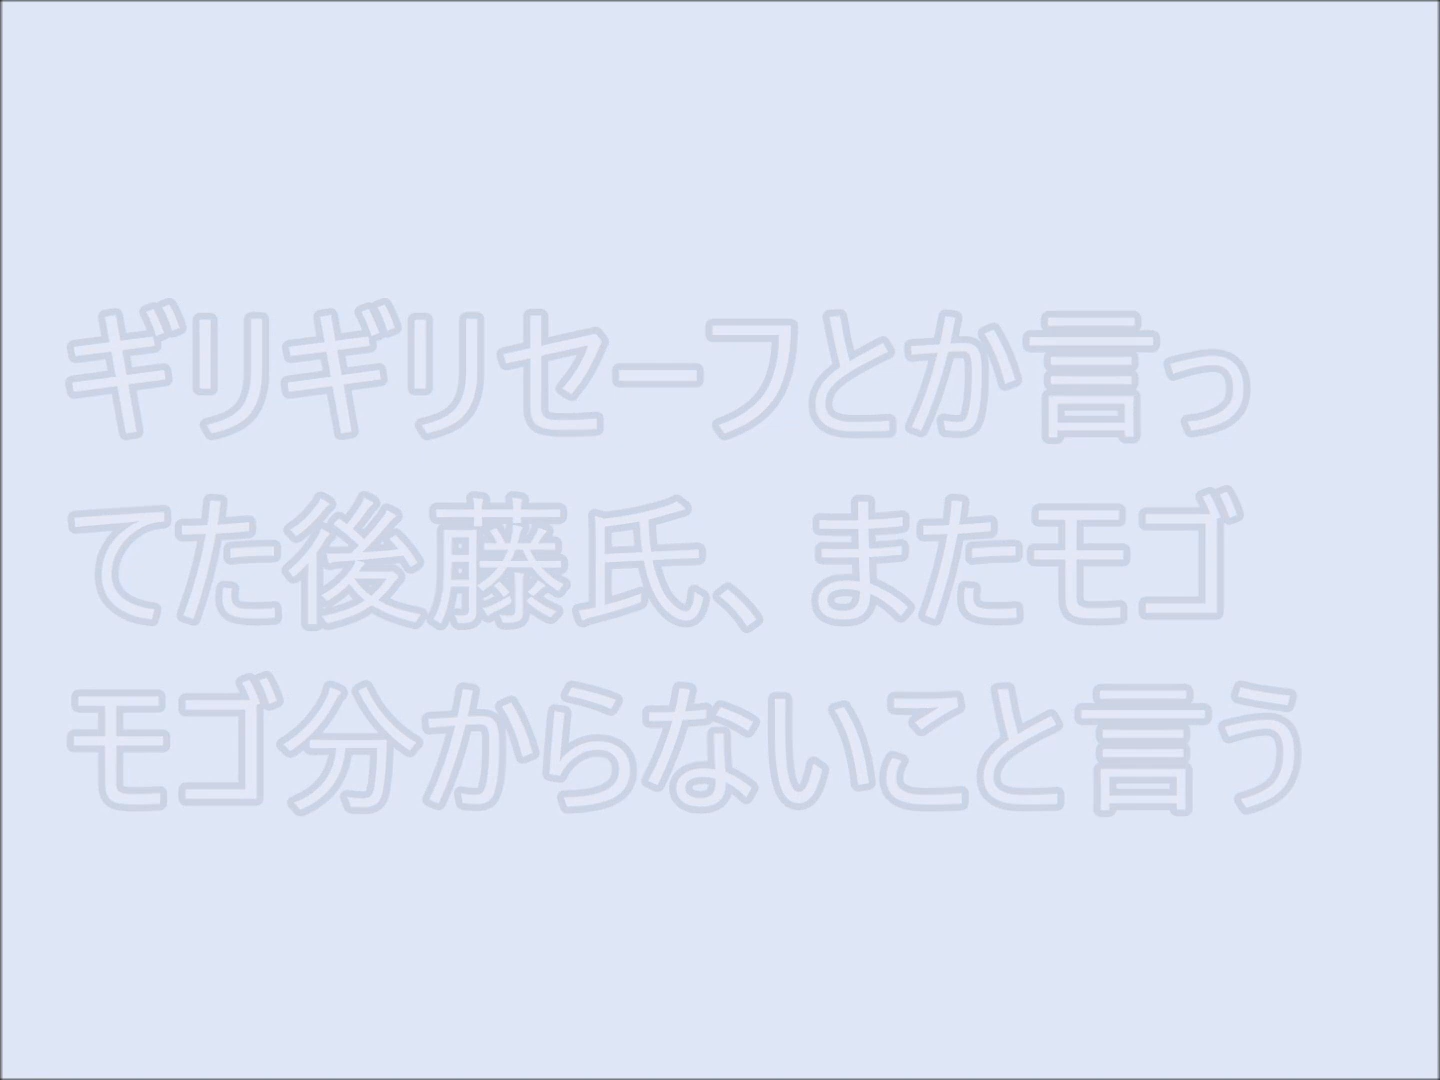 ギリギリセーフとか言っ
てた後藤氏、またモゴ
モゴ分からないこと言う